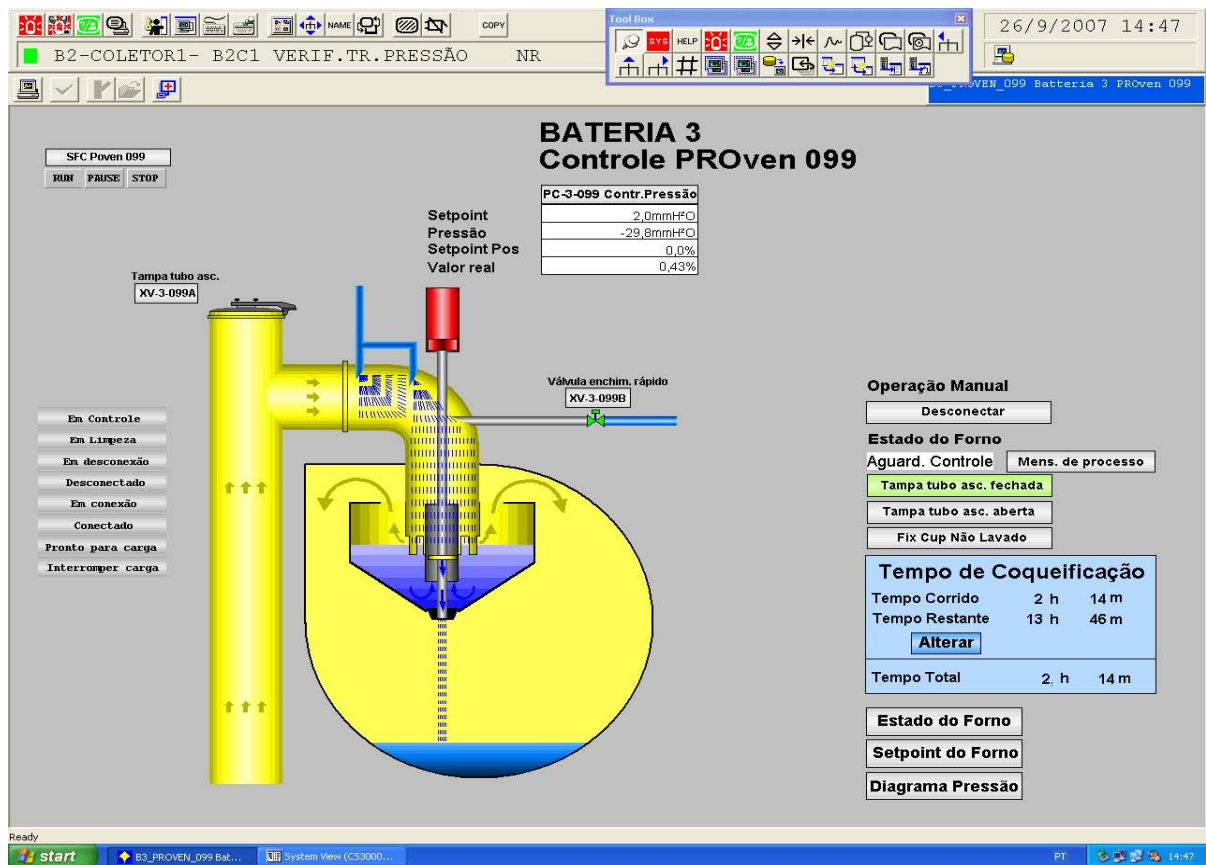 NAME
COPY
Tool Box
SYS
HELP
26/9/2007 14:47
B2-COLETOR1- B2C1 VERIF.TR.PRESSÃO NR
B3_PROVEN_099 Batteria 3 PROven 099
BATERIA 3
Controle PROven 099
SFC Poven 099
RUN PAUSE STOP
PC-3-099 Contr.Pressão
Setpoint 2,0mmH²O
Pressão -29,8mmH²O
Setpoint Pos 0,0%
Valor real 0,43%
Tampa tubo asc.
XV-3-099A
Válvula enchim. rápido
XV-3-099B
Em Controle
Em Limpeza
Em desconexão
Desconectado
Em conexão
Conectado
Pronto para carga
Interromper carga
Operação Manual
Desconectar
Estado do Forno
Aguard. Controle Mens. de processo
Tampa tubo asc. fechada
Tampa tubo asc. aberta
Fix Cup Não Lavado
Tempo de Coqueificação
Tempo Corrido 2 h 14 m
Tempo Restante 13 h 46 m
Alterar
Tempo Total 2 h 14 m
Estado do Forno
Setpoint do Forno
Diagrama Pressão
Ready
start B3_PROVEN_099 Bat... System View (CS3000... PT 14:47